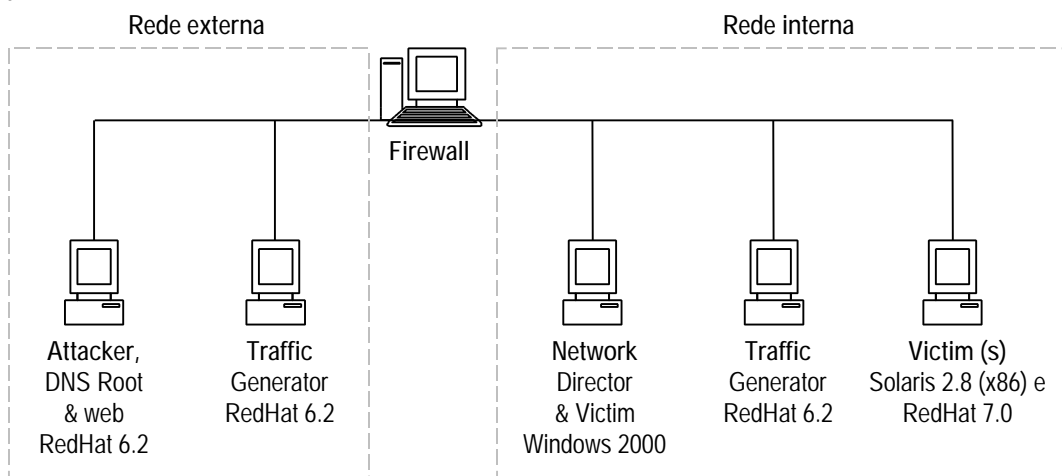 Rede externa
Rede interna
Firewall
Attacker,
DNS Root
& web
RedHat 6.2
Traffic
Generator
RedHat 6.2
Network
Director
& Victim
Windows 2000
Traffic
Generator
RedHat 6.2
Victim (s)
Solaris 2.8 (x86) e
RedHat 7.0